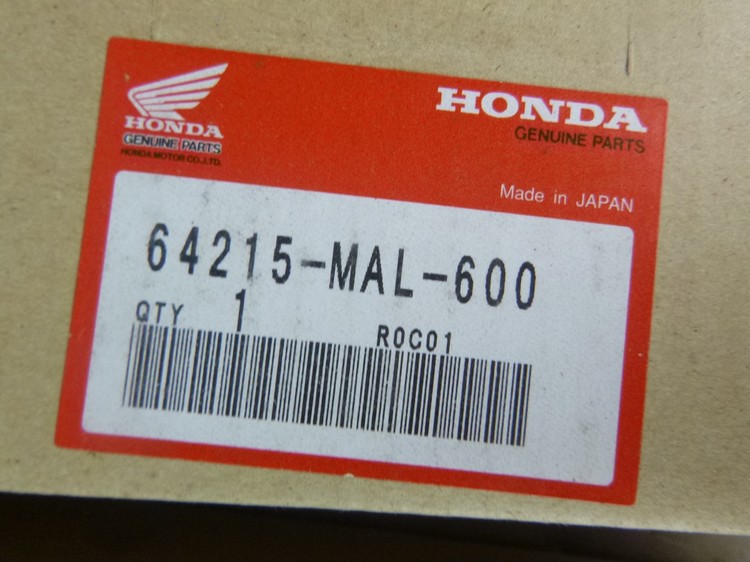 HONDA
GENUINE PARTS
HONDA MOTOR CO.,LTD.
HONDA
GENUINE PARTS
Made in JAPAN
64215-MAL-600
QTY 1
R0C01